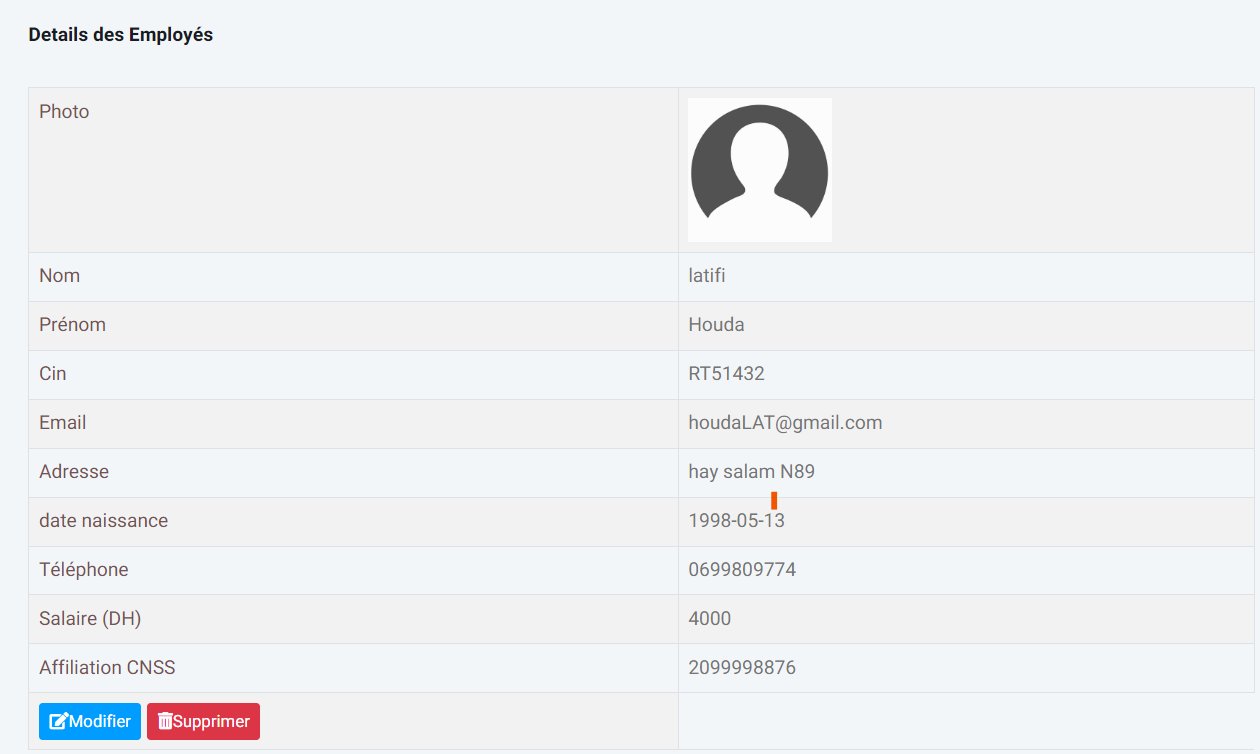 Details des Employés
Photo
Nom latifi
Prénom Houda
Cin RT51432
Email houdaLAT@gmail.com
Adresse hay salam N89
date naissance 1998-05-13
Téléphone 0699809774
Salaire (DH) 4000
Affiliation CNSS 2099998876
Modifier Supprimer